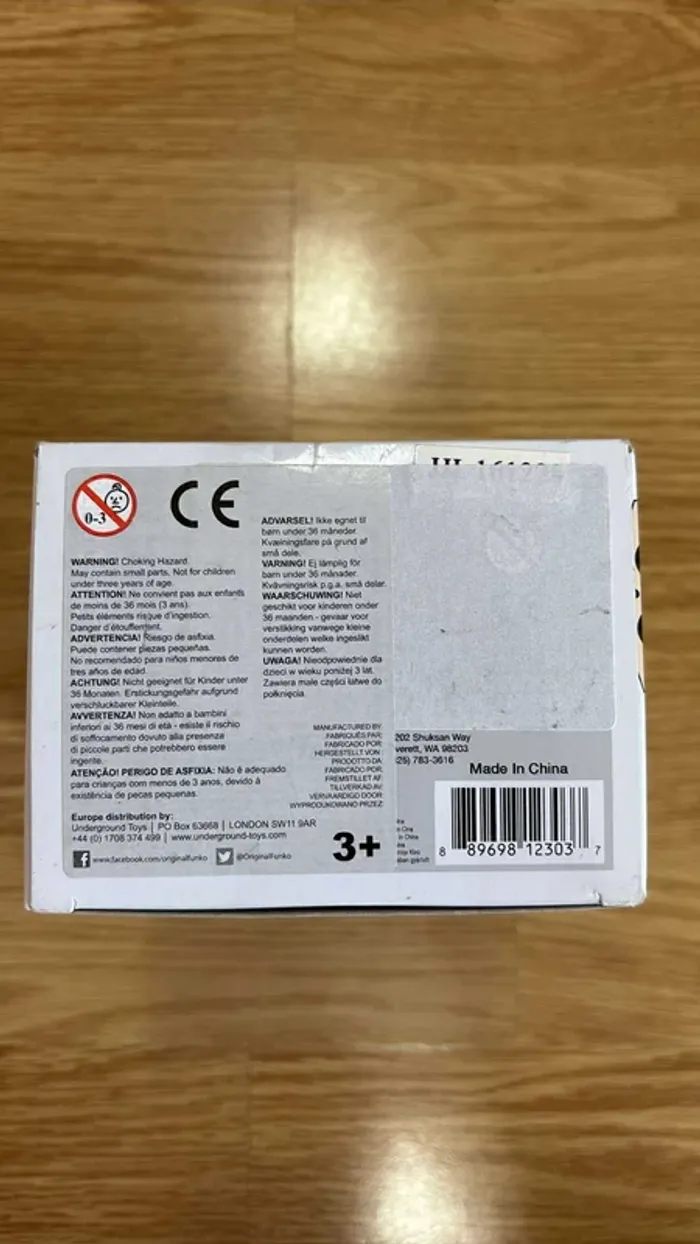 0-3
CE
WARNING! Choking Hazard.
May contain small parts. Not for children
under three years of age.
ATTENTION! Ne convient pas aux enfants
de moins de 36 mois (3 ans).
Petits éléments risque d'ingestion.
Danger d'étouffement.
ADVERTENCIA! Riesgo de asfixia.
Puede contener piezas pequeñas.
No recomendado para niños menores de
tres años de edad.
ACHTUNG! Nicht geeignet für Kinder unter
36 Monaten. Erstickungsgefahr aufgrund
verschluckbarer Kleinteile.
AVVERTENZA! Non adatto a bambini
inferiori ai 36 mesi di età - esiste il rischio
di soffocamento dovuto alla presenza
di piccole parti che potrebbero essere
ingerite.
ATENÇÃO! PERIGO DE ASFIXIA: Não é adequado
para crianças com menos de 3 anos, devido à
existência de peças pequenas.
Europe distribution by:
Underground Toys | PO Box 63668 | LONDON SW11 9AR
+44 (0) 1708 374 499 | www.underground-toys.com
www.facebook.com/originalfunko @OriginalFunko
ADVARSEL! Ikke egnet til
børn under 36 måneder.
Kvælningsfare på grund af
små dele.
VARNING! Ej lämplig för
barn under 36 månader.
Kvävningsrisk p.g.a. små delar.
WAARSCHUWING! Niet
geschikt voor kinderen onder
36 maanden - gevaar voor
verstikking vanwege kleine
onderdelen welke ingeslikt
kunnen worden.
UWAGA! Nieodpowiednie dla
dzieci w wieku poniżej 3 lat.
Zawiera małe części łatwe do
połknięcia.
MANUFACTURED BY:
FABRIQUÉS PAR:
FABRICADO POR:
HERGESTELLT VON:
PRODOTTO DA:
FABRICADO POR:
FREMSTILLET AF:
TILLVERKAD AV:
VERVAARDIGD DOOR:
WYPRODUKOWANO PRZEZ:
3+
202 Shuksan Way
verett, WA 98203
25) 783-3616
Made In China
8 89698 12303 7